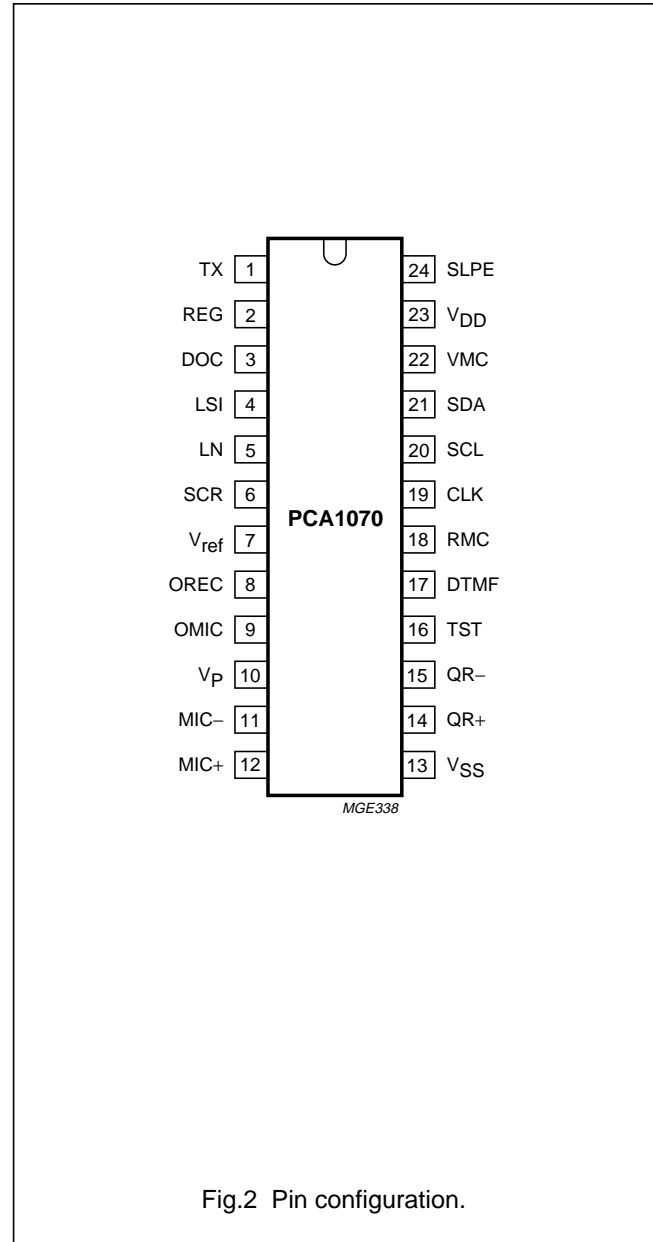 TX 1 24 SLPE
REG 2 23 VDD
DOC 3 22 VMC
LSI 4 21 SDA
LN 5 20 SCL
SCR 6 19 CLK
PCA1070
Vref 7 18 RMC
OREC 8 17 DTMF
OMIC 9 16 TST
VP 10 15 QR−
MIC− 11 14 QR+
MIC+ 12 13 VSS
MGE338
Fig.2 Pin configuration.